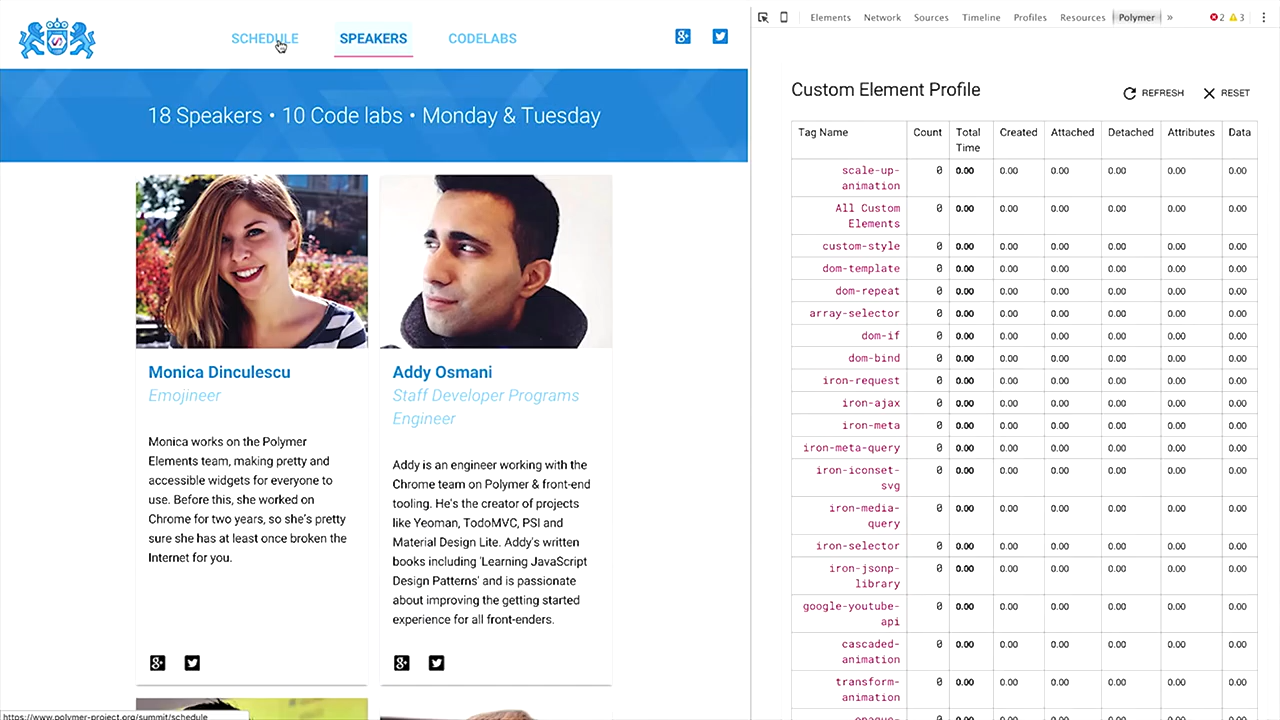 SCHEDULE SPEAKERS CODELABS
18 Speakers • 10 Code labs • Monday & Tuesday
Monica Dinculescu
Emojineer
Monica works on the Polymer
Elements team, making pretty and
accessible widgets for everyone to
use. Before this, she worked on
Chrome for two years, so she's pretty
sure she has at least once broken the
Internet for you.
Addy Osmani
Staff Developer Programs
Engineer
Addy is an engineer working with the
Chrome team on Polymer & front-end
tooling. He's the creator of projects
like Yeoman, TodoMVC, PSI and
Material Design Lite. Addy's written
books including 'Learning JavaScript
Design Patterns' and is passionate
about improving the getting started
experience for all front-enders.
https://www.polymer-project.org/summit/schedule
Elements Network Sources Timeline Profiles Resources Polymer » 2 3
Custom Element Profile
REFRESH RESET
Tag Name Count Total Time Created Attached Detached Attributes Data
scale-up-animation 0 0.00 0.00 0.00 0.00 0.00 0.00
All Custom Elements 0 0.00 0.00 0.00 0.00 0.00 0.00
custom-style 0 0.00 0.00 0.00 0.00 0.00 0.00
dom-template 0 0.00 0.00 0.00 0.00 0.00 0.00
dom-repeat 0 0.00 0.00 0.00 0.00 0.00 0.00
array-selector 0 0.00 0.00 0.00 0.00 0.00 0.00
dom-if 0 0.00 0.00 0.00 0.00 0.00 0.00
dom-bind 0 0.00 0.00 0.00 0.00 0.00 0.00
iron-request 0 0.00 0.00 0.00 0.00 0.00 0.00
iron-ajax 0 0.00 0.00 0.00 0.00 0.00 0.00
iron-meta 0 0.00 0.00 0.00 0.00 0.00 0.00
iron-meta-query 0 0.00 0.00 0.00 0.00 0.00 0.00
iron-iconset-svg 0 0.00 0.00 0.00 0.00 0.00 0.00
iron-media-query 0 0.00 0.00 0.00 0.00 0.00 0.00
iron-selector 0 0.00 0.00 0.00 0.00 0.00 0.00
iron-jsonp-library 0 0.00 0.00 0.00 0.00 0.00 0.00
google-youtube-api 0 0.00 0.00 0.00 0.00 0.00 0.00
cascaded-animation 0 0.00 0.00 0.00 0.00 0.00 0.00
transform-animation 0 0.00 0.00 0.00 0.00 0.00 0.00